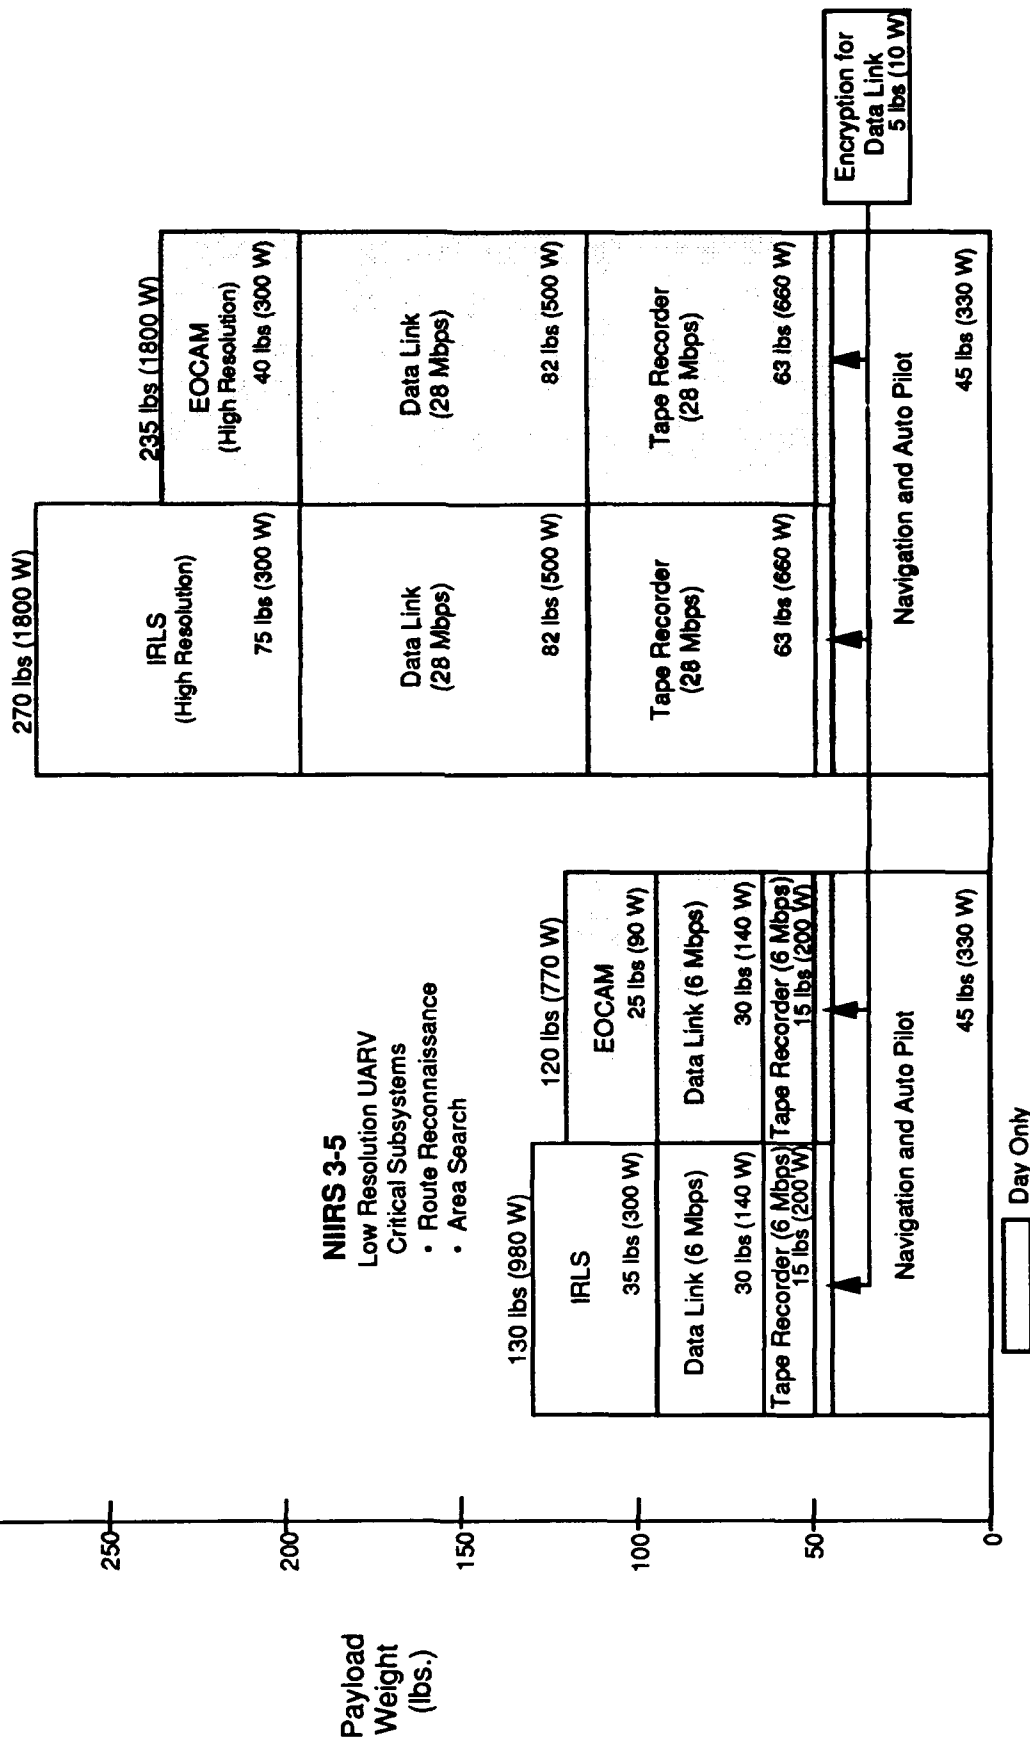 Payload
Weight
(lbs.)
250
200
150
100
50
0
NIIRS 3-5
Low Resolution UARV
Critical Subsystems
• Route Reconnaissance
• Area Search
130 lbs (980 W)
IRLS
35 lbs (300 W)
Data Link (6 Mbps)
30 lbs (140 W)
Tape Recorder (6 Mbps)
15 lbs (200 W)
120 lbs (770 W)
EOCAM
25 lbs (90 W)
Data Link (6 Mbps)
30 lbs (140 W)
Tape Recorder (6 Mbps)
15 lbs (200 W)
Navigation and Auto Pilot
45 lbs (330 W)
270 lbs (1800 W)
IRLS
(High Resolution)
75 lbs (300 W)
Data Link
(28 Mbps)
82 lbs (500 W)
Tape Recorder
(28 Mbps)
63 lbs (660 W)
235 lbs (1800 W)
EOCAM
(High Resolution)
40 lbs (300 W)
Data Link
(28 Mbps)
82 lbs (500 W)
Tape Recorder
(28 Mbps)
63 lbs (660 W)
Navigation and Auto Pilot
45 lbs (330 W)
Encryption for
Data Link
5 lbs (10 W)
Day Only